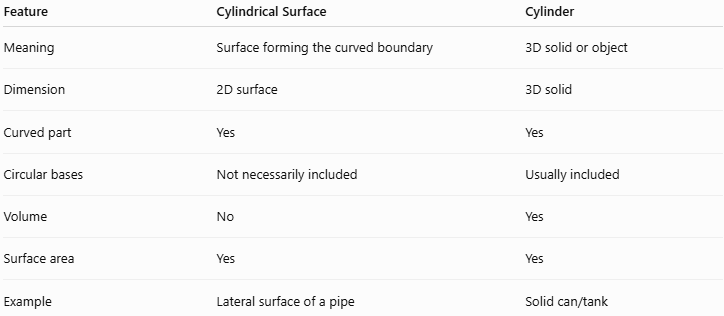 Feature Cylindrical Surface Cylinder
Meaning Surface forming the curved boundary 3D solid or object
Dimension 2D surface 3D solid
Curved part Yes Yes
Circular bases Not necessarily included Usually included
Volume No Yes
Surface area Yes Yes
Example Lateral surface of a pipe Solid can/tank